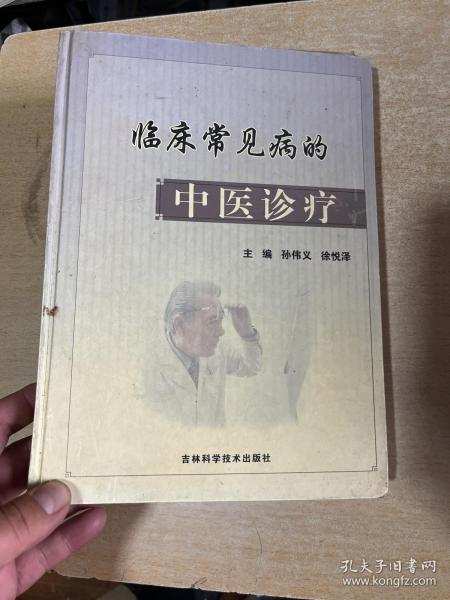 临床常见病的
中医诊疗
主 编 孙伟义 徐悦泽
吉林科学技术出版社
孔夫子旧书网
www.kongfz.com